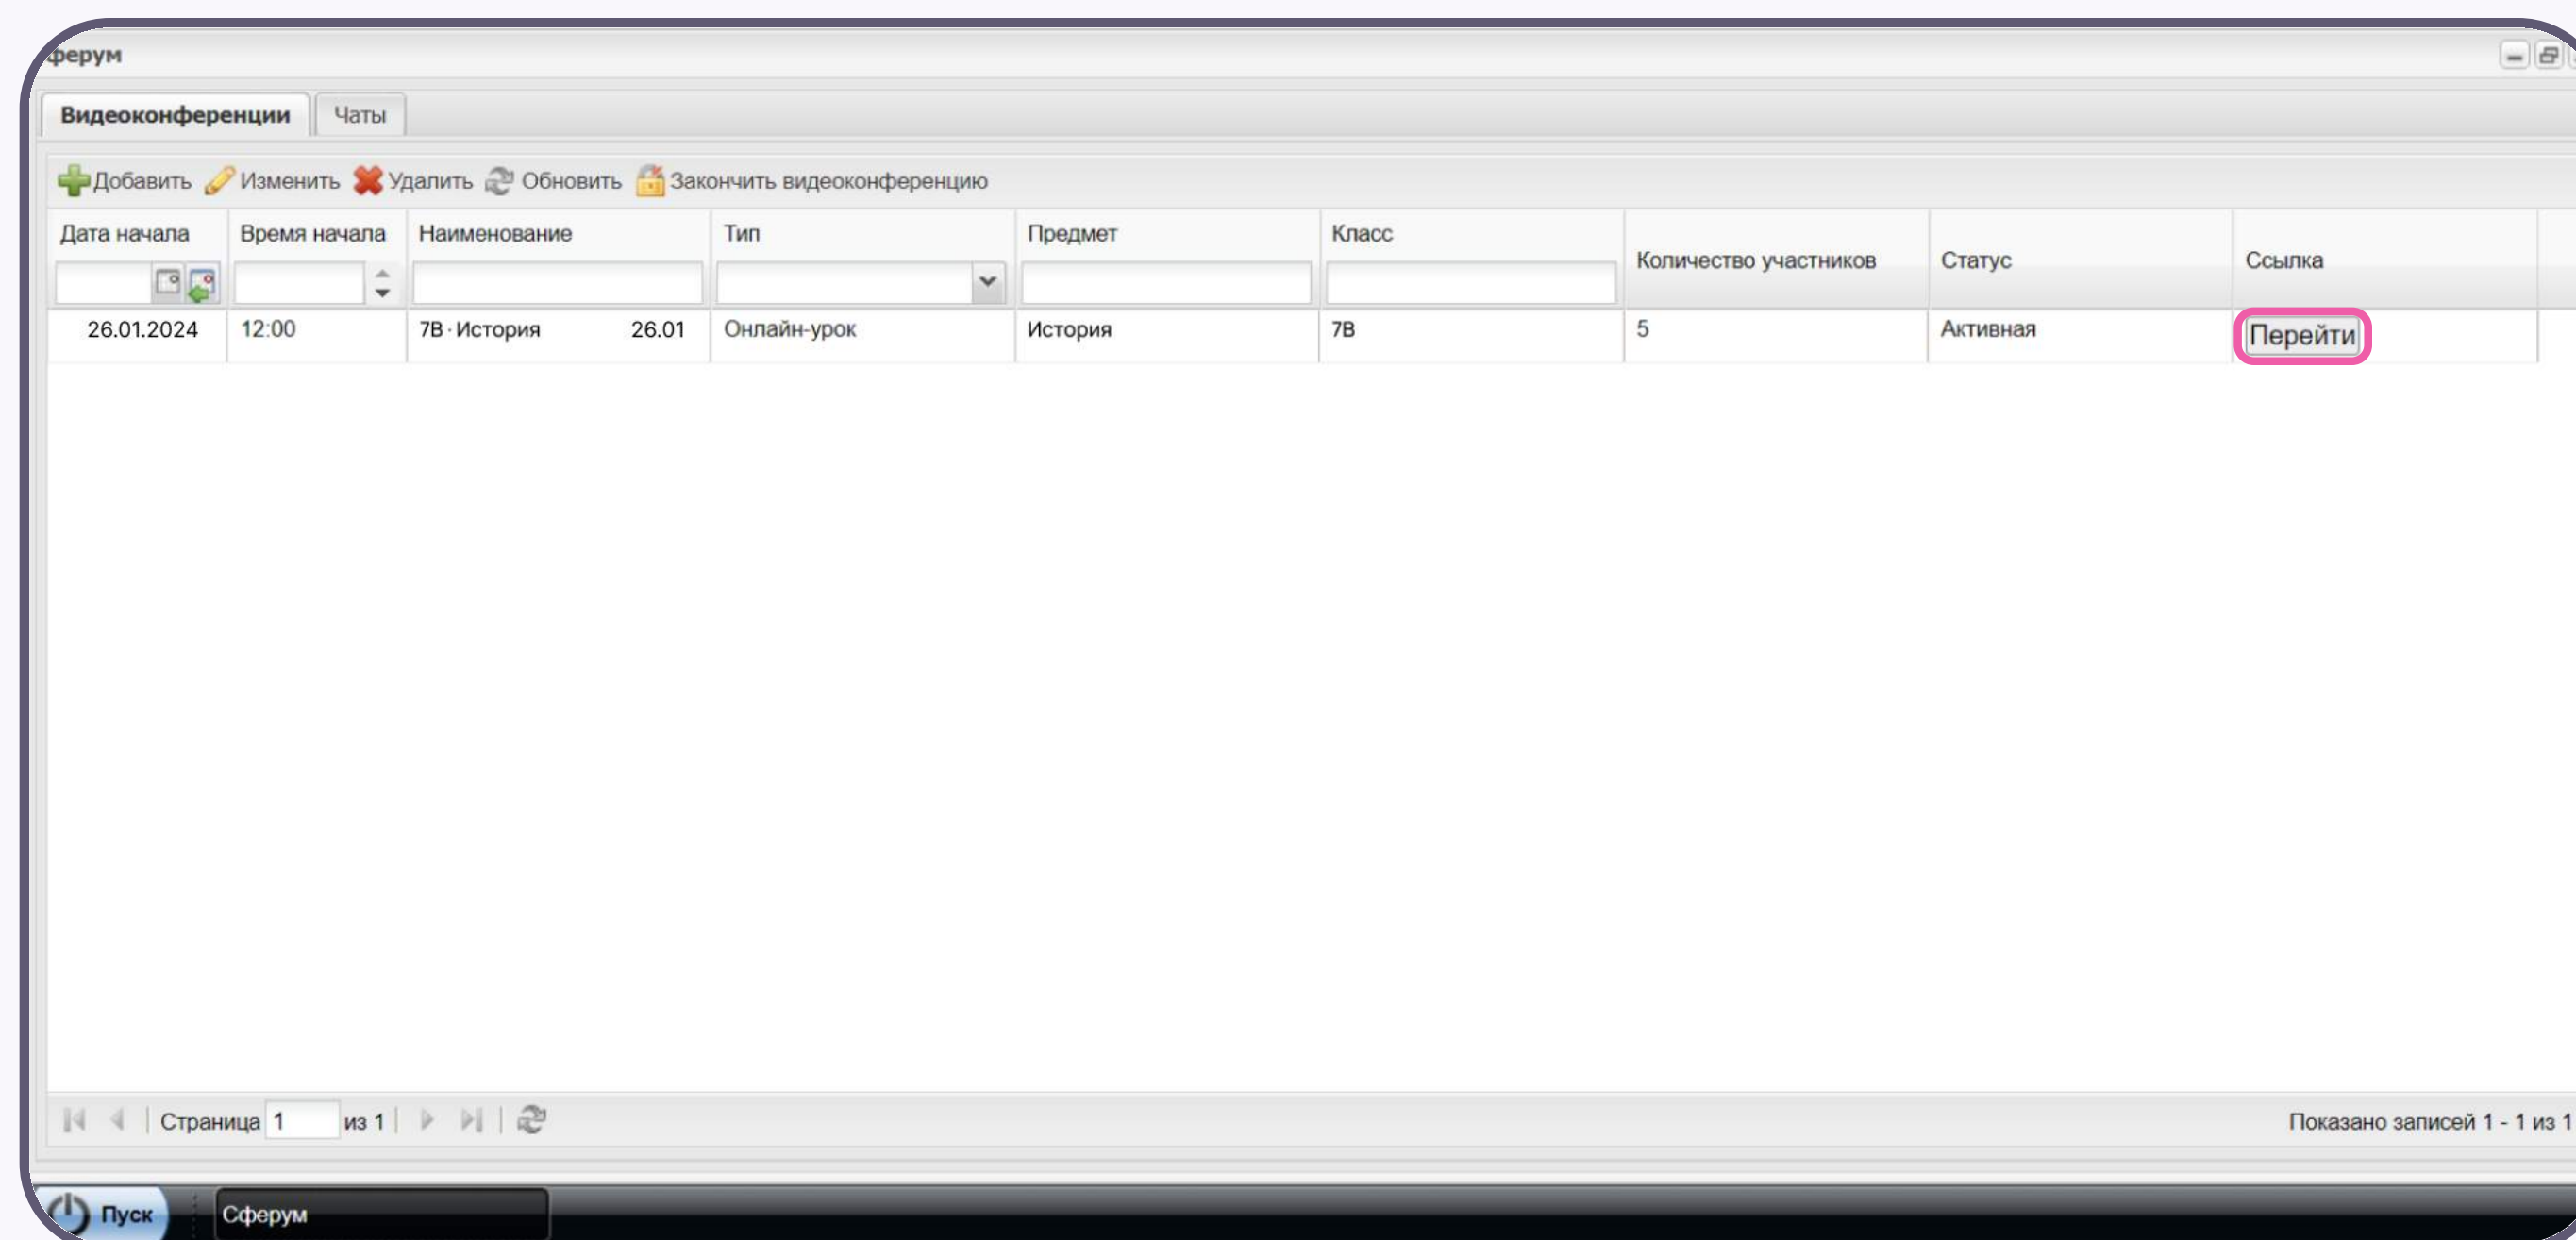 ферум
Видеоконференции Чаты
Добавить Изменить Удалить Обновить Закончить видеоконференцию
Дата начала Время начала Наименование Тип Предмет Класс Количество участников Статус Ссылка
26.01.2024 12:00 7В · История 26.01 Онлайн-урок История 7В 5 Активная Перейти
Страница 1 из 1 Показано записей 1 - 1 из 1
Пуск Сферум